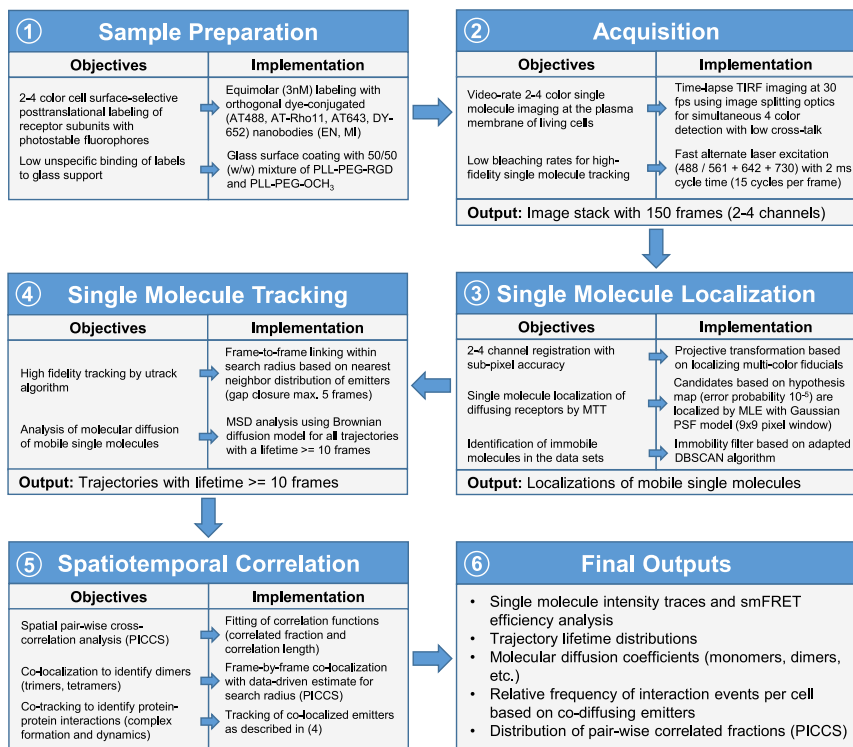 ① Sample Preparation
Objectives
Implementation
2-4 color cell surface-selective
posttranslational labeling of
receptor subunits with
photostable fluorophores
Equimolar (3nM) labeling with
orthogonal dye-conjugated
(AT488, AT-Rho11, AT643, DY-
652) nanobodies (EN, MI)
Low unspecific binding of labels
to glass support
Glass surface coating with 50/50
(w/w) mixture of PLL-PEG-RGD
and PLL-PEG-OCH₃
② Acquisition
Objectives
Implementation
Video-rate 2-4 color single
molecule imaging at the plasma
membrane of living cells
Time-lapse TIRF imaging at 30
fps using image splitting optics
for simultaneous 4 color
detection with low cross-talk
Low bleaching rates for high-
fidelity single molecule tracking
Fast alternate laser excitation
(488 / 561 + 642 + 730) with 2 ms
cycle time (15 cycles per frame)
Output: Image stack with 150 frames (2-4 channels)
③ Single Molecule Localization
Objectives
Implementation
2-4 channel registration with
sub-pixel accuracy
Projective transformation based
on localizing multi-color fiducials
Single molecule localization of
diffusing receptors by MTT
Candidates based on hypothesis
map (error probability 10⁻⁵) are
localized by MLE with Gaussian
PSF model (9x9 pixel window)
Identification of immobile
molecules in the data sets
Immobility filter based on adapted
DBSCAN algorithm
Output: Localizations of mobile single molecules
④ Single Molecule Tracking
Objectives
Implementation
High fidelity tracking by utrack
algorithm
Frame-to-frame linking within
search radius based on nearest
neighbor distribution of emitters
(gap closure max. 5 frames)
Analysis of molecular diffusion
of mobile single molecules
MSD analysis using Brownian
diffusion model for all trajectories
with a lifetime >= 10 frames
Output: Trajectories with lifetime >= 10 frames
⑤ Spatiotemporal Correlation
Objectives
Implementation
Spatial pair-wise cross-
correlation analysis (PICCS)
Fitting of correlation functions
(correlated fraction and
correlation length)
Co-localization to identify dimers
(trimers, tetramers)
Frame-by-frame co-localization
with data-driven estimate for
search radius (PICCS)
Co-tracking to identify protein-
protein interactions (complex
formation and dynamics)
Tracking of co-localized emitters
as described in (4)
⑥ Final Outputs
• Single molecule intensity traces and smFRET
efficiency analysis
• Trajectory lifetime distributions
• Molecular diffusion coefficients (monomers, dimers,
etc.)
• Relative frequency of interaction events per cell
based on co-diffusing emitters
• Distribution of pair-wise correlated fractions (PICCS)